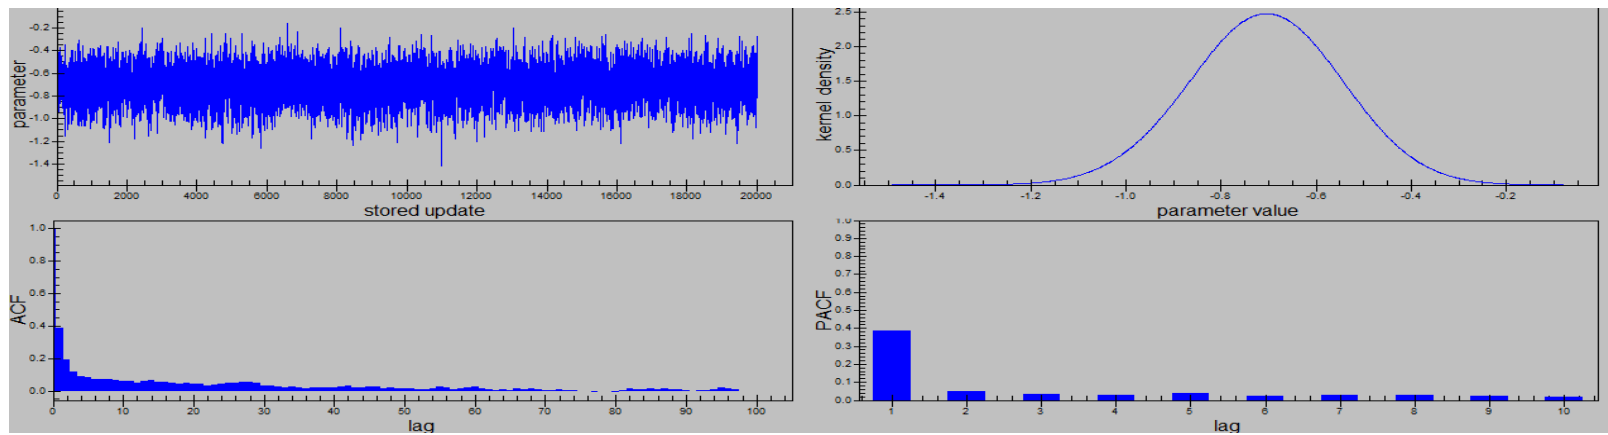 -0.2
-0.4
-0.6
-0.8
-1.0
-1.2
-1.4
parameter
0 2000 4000 6000 8000 10000 12000 14000 16000 18000 20000
stored update
2.5
2.0
1.5
1.0
0.5
0.0
kernel density
-1.4 -1.2 -1.0 -0.8 -0.6 -0.4 -0.2
parameter value
1.0
0.8
0.6
0.4
0.2
0.0
ACF
0 10 20 30 40 50 60 70 80 90 100
lag
1.0
0.9
0.8
0.7
0.6
0.5
0.4
0.3
0.2
0.1
0.0
PACF
1 2 3 4 5 6 7 8 9 10
lag